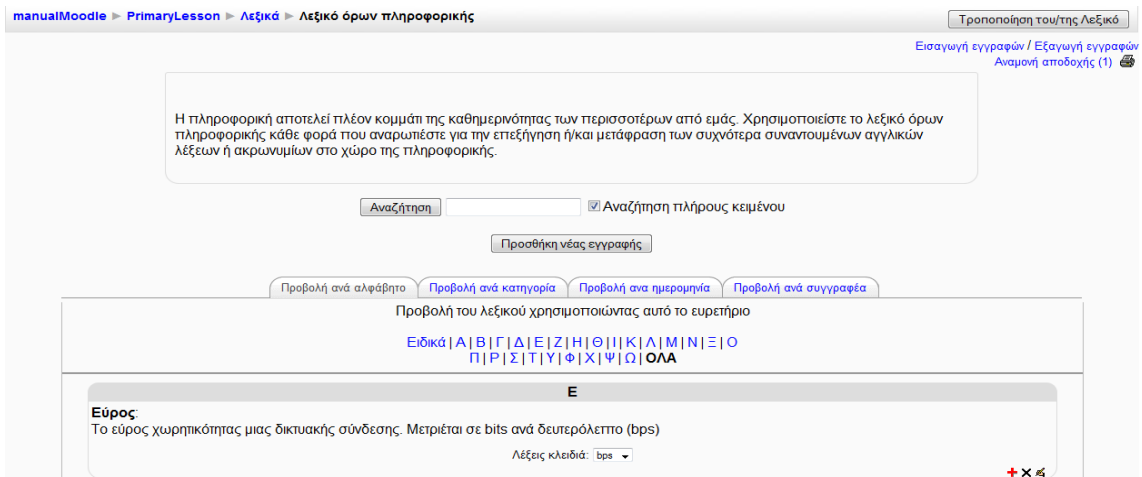 manualMoodle ► PrimaryLesson ► Λεξικά ► Λεξικό όρων πληροφορικής
Τροποποίηση του/της Λεξικό
Εισαγωγή εγγραφών / Εξαγωγή εγγραφών
Αναμονή αποδοχής (1)
Η πληροφορική αποτελεί πλέον κομμάτι της καθημερινότητας των περισσοτέρων από εμάς. Χρησιμοποιείστε το λεξικό όρων
πληροφορικής κάθε φορά που αναρωτιέστε για την επεξήγηση ή/και μετάφραση των συχνότερα συναντουμένων αγγλικών
λέξεων ή ακρωνυμίων στο χώρο της πληροφορικής.
Αναζήτηση Αναζήτηση πλήρους κειμένου
Προσθήκη νέας εγγραφής
Προβολή ανά αλφάβητο Προβολή ανά κατηγορία Προβολή ανα ημερομηνία Προβολή ανά συγγραφέα
Προβολή του λεξικού χρησιμοποιώντας αυτό το ευρετήριο
Ειδικά | Α | Β | Γ | Δ | Ε | Ζ | Η | Θ | Ι | Κ | Λ | Μ | Ν | Ξ | Ο
Π | Ρ | Σ | Τ | Υ | Φ | Χ | Ψ | Ω | ΟΛΑ
Ε
Εύρος:
Το εύρος χωρητικότητας μιας δικτυακής σύνδεσης. Μετριέται σε bits ανά δευτερόλεπτο (bps)
Λέξεις κλειδιά: bps